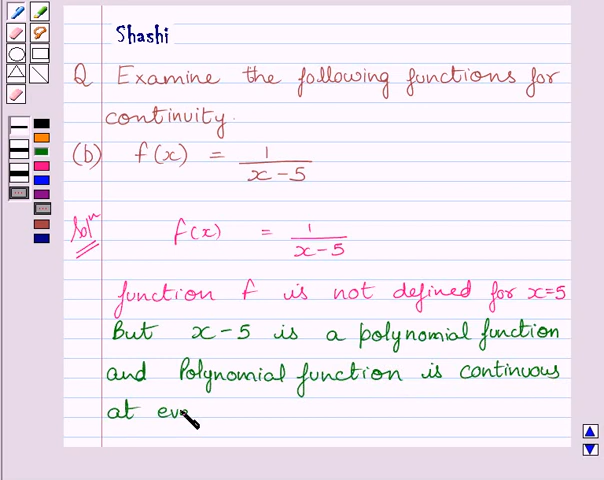 Shashi
Q Examine the following functions for
continuity.
(b) f(x) = 1/(x-5)
Solⁿ f(x) = 1/(x-5)
function f is not defined for x=5
But x-5 is a polynomial function
and Polynomial function is continuous
at eve